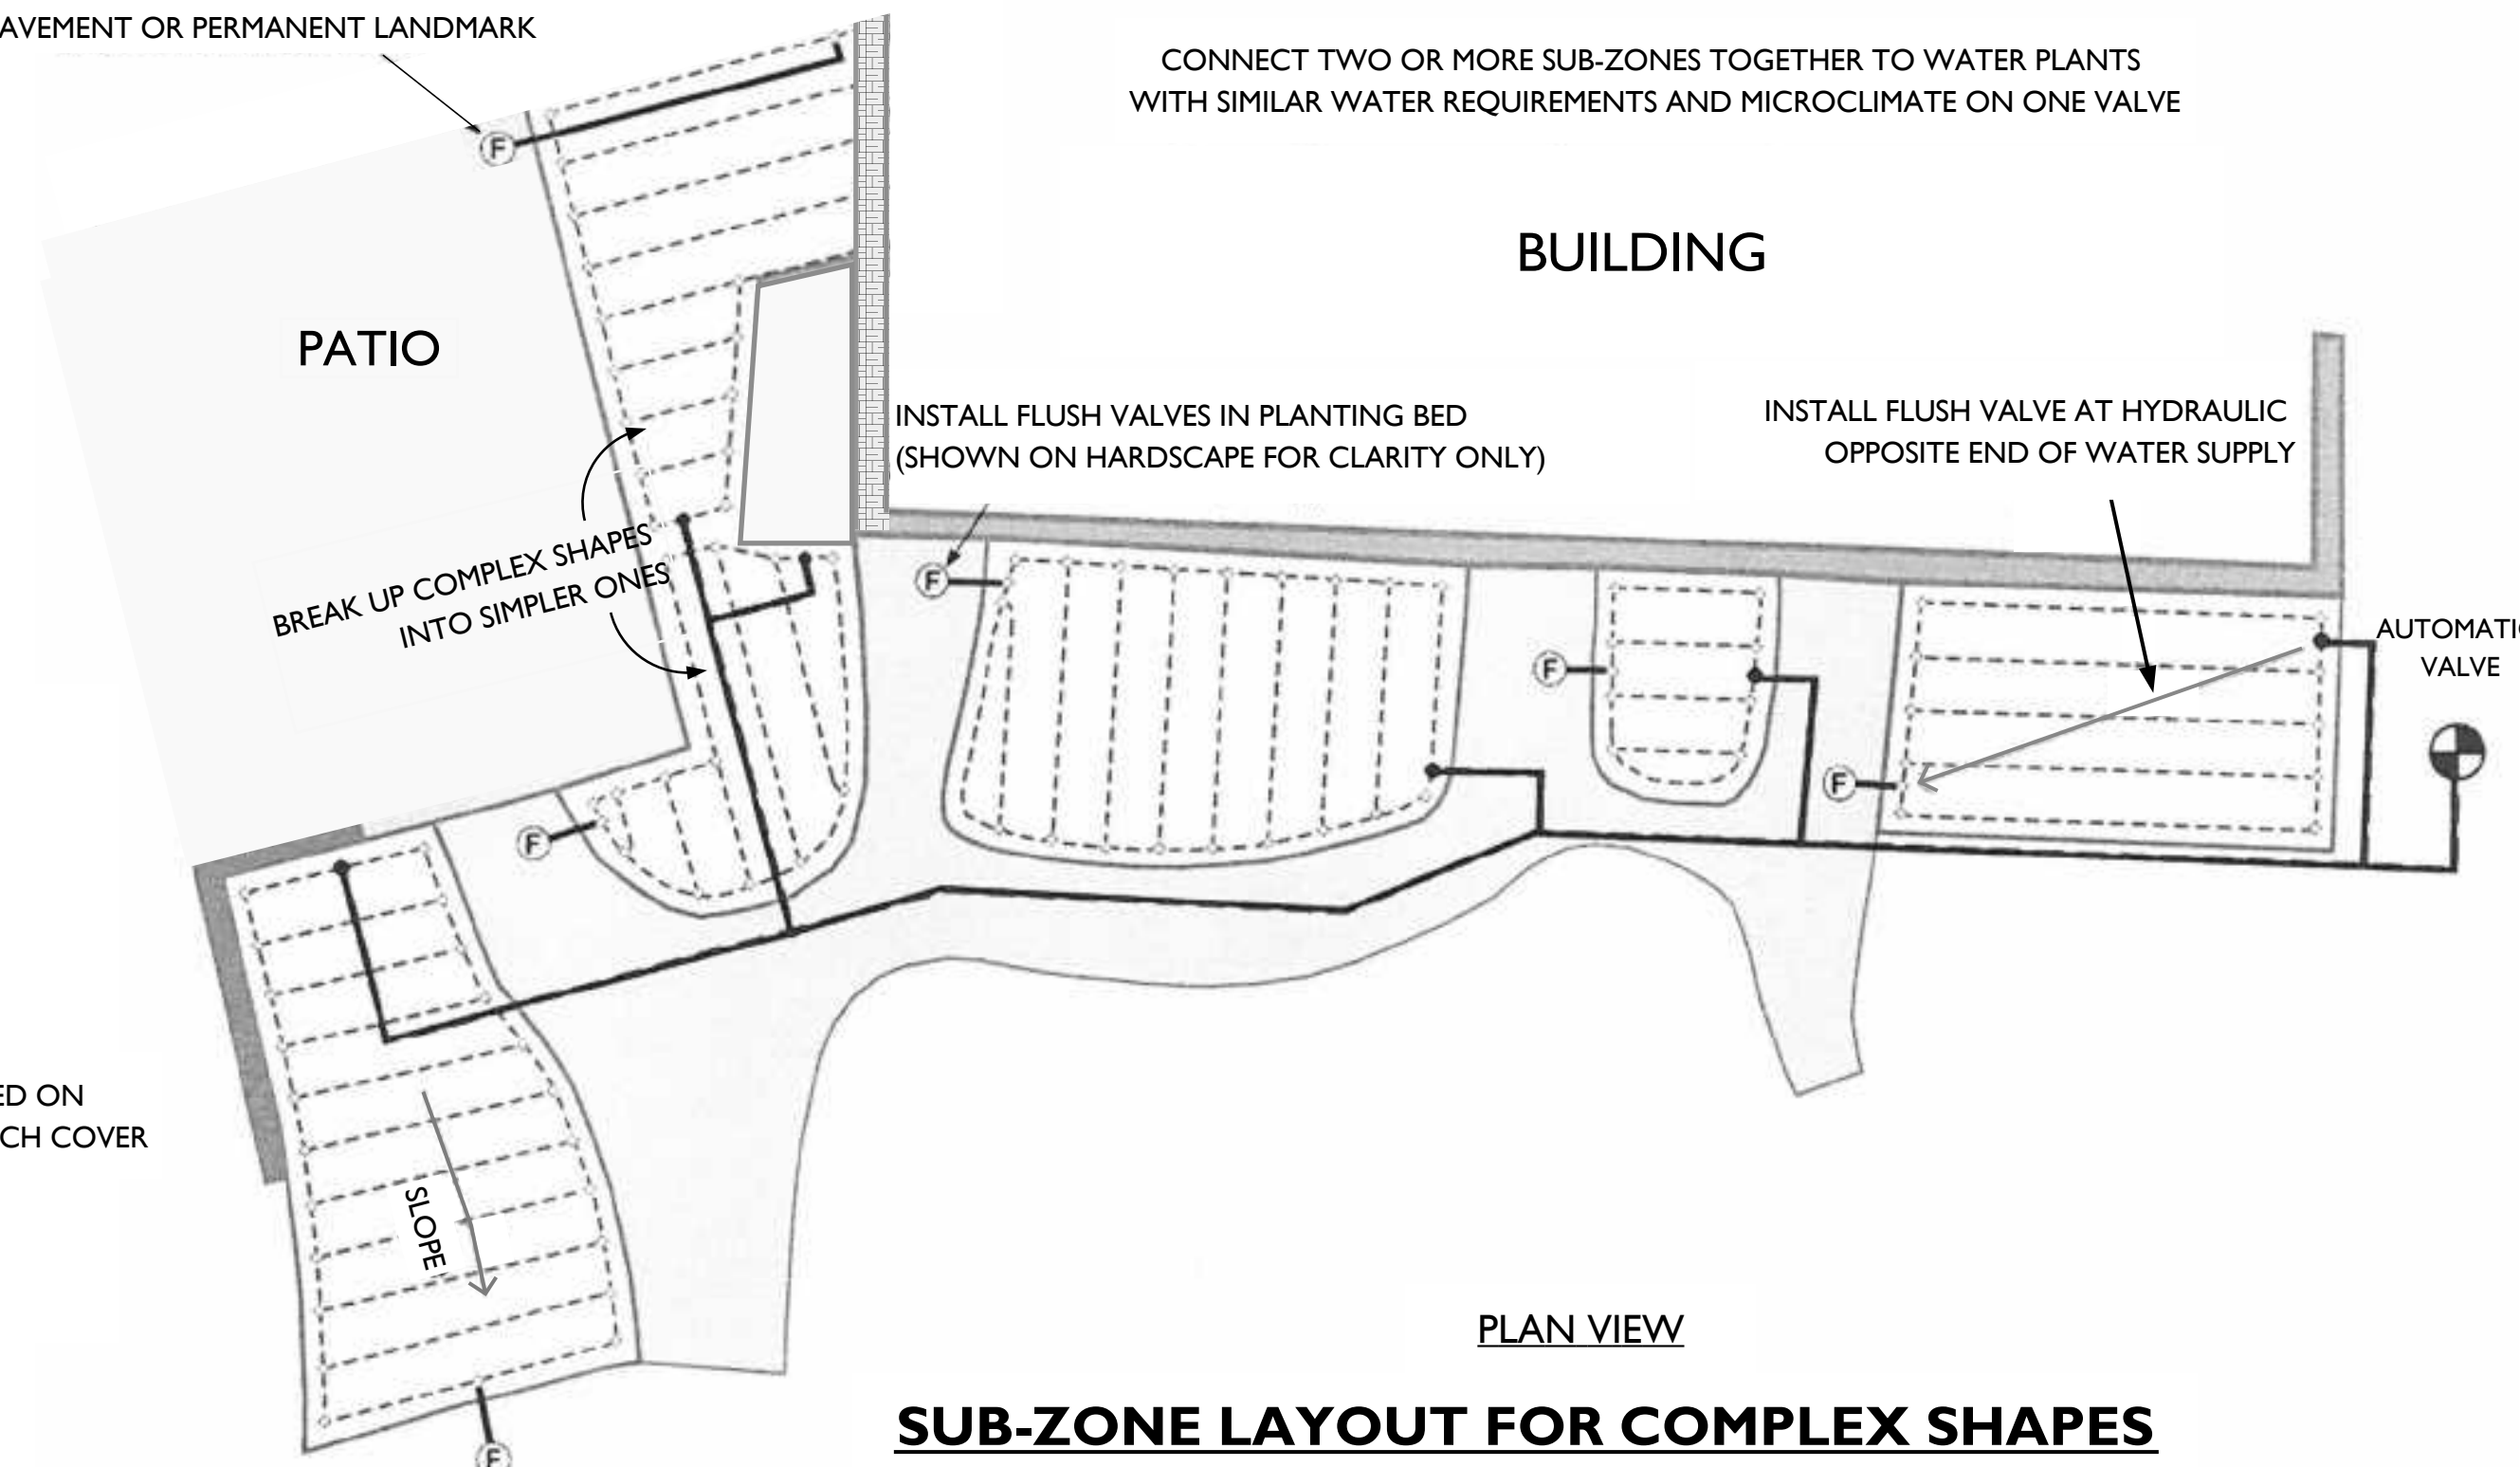 AVEMENT OR PERMANENT LANDMARK
CONNECT TWO OR MORE SUB-ZONES TOGETHER TO WATER PLANTS
WITH SIMILAR WATER REQUIREMENTS AND MICROCLIMATE ON ONE VALVE
F
BUILDING
PATIO
INSTALL FLUSH VALVES IN PLANTING BED
(SHOWN ON HARDSCAPE FOR CLARITY ONLY)
INSTALL FLUSH VALVE AT HYDRAULIC
OPPOSITE END OF WATER SUPPLY
BREAK UP COMPLEX SHAPES
INTO SIMPLER ONES
F
F
F
F
AUTOMATI
VALVE
ED ON
CH COVER
SLOPE
F
PLAN VIEW
SUB-ZONE LAYOUT FOR COMPLEX SHAPES